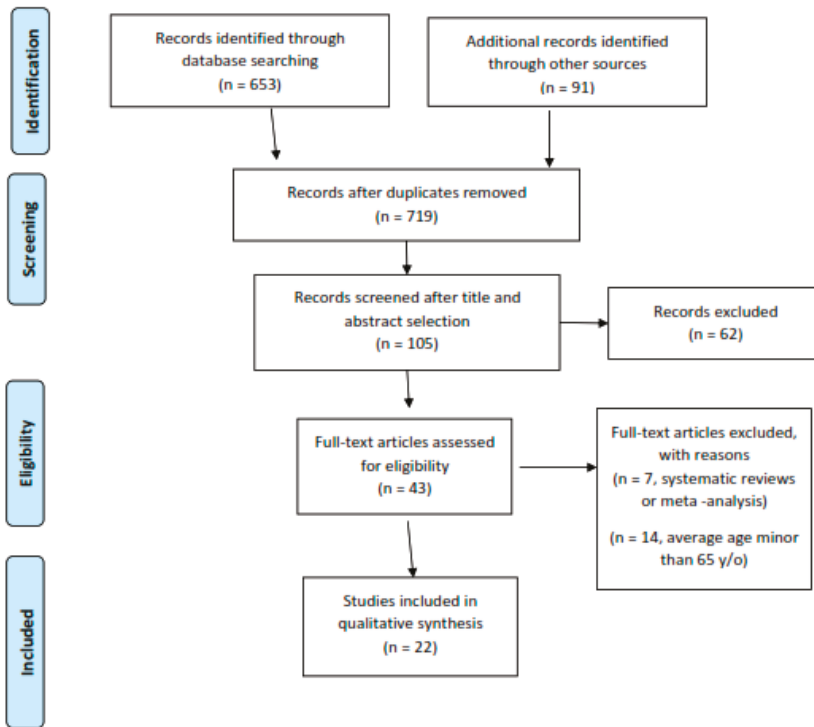 Identification
Records identified through
database searching
(n = 653)
Additional records identified
through other sources
(n = 91)
Screening
Records after duplicates removed
(n = 719)
Records screened after title and
abstract selection
(n = 105)
Records excluded
(n = 62)
Eligibility
Full-text articles assessed
for eligibility
(n = 43)
Full-text articles excluded,
with reasons
(n = 7, systematic reviews
or meta -analysis)
(n = 14, average age minor
than 65 y/o)
Included
Studies included in
qualitative synthesis
(n = 22)